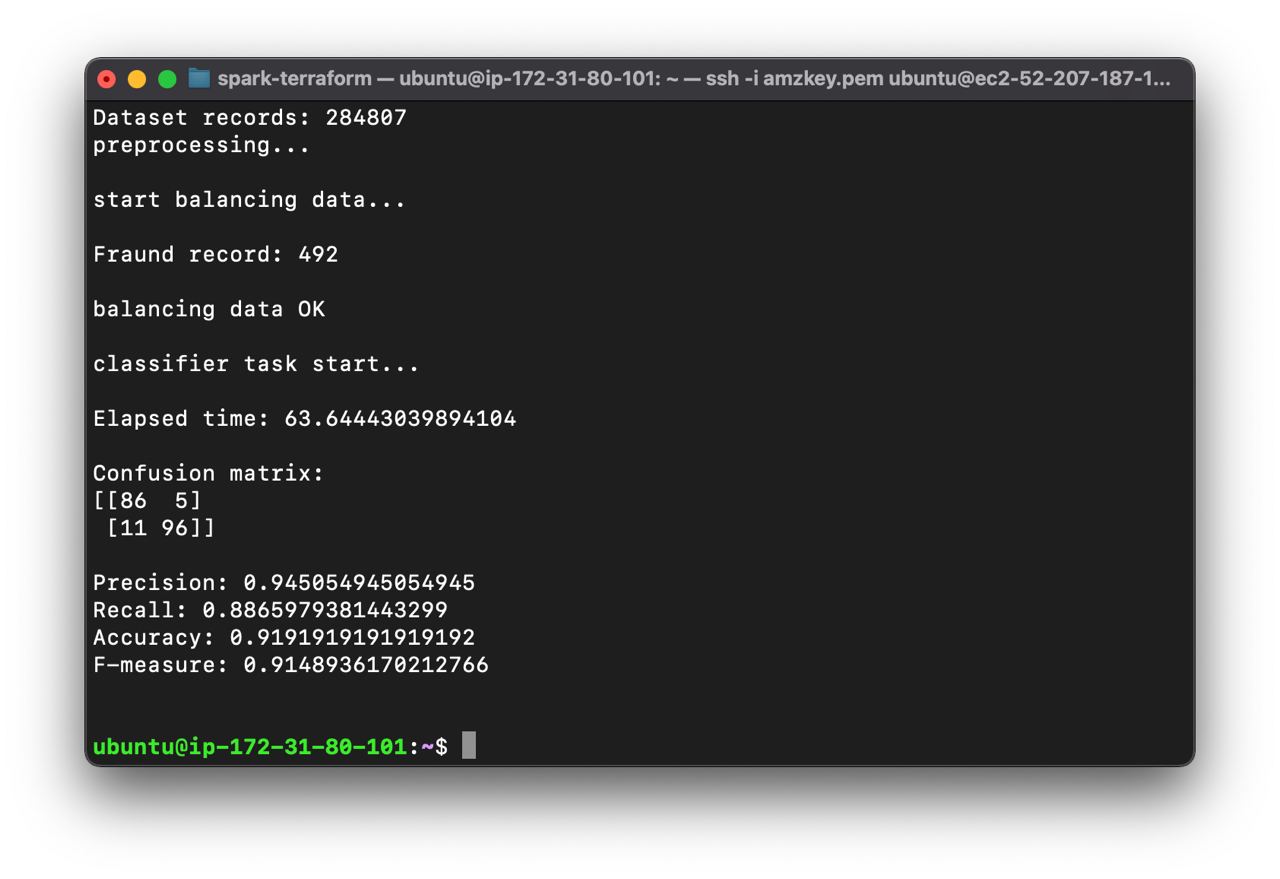 spark-terraform — ubuntu@ip-172-31-80-101: ~ — ssh -i amzkey.pem ubuntu@ec2-52-207-187-1...
Dataset records: 284807
preprocessing...
start balancing data...
Fraund record: 492
balancing data OK
classifier task start...
Elapsed time: 63.64443039894104
Confusion matrix:
[[86  5]
 [11 96]]
Precision: 0.945054945054945
Recall: 0.8865979381443299
Accuracy: 0.9191919191919192
F-measure: 0.9148936170212766
ubuntu@ip-172-31-80-101:~$